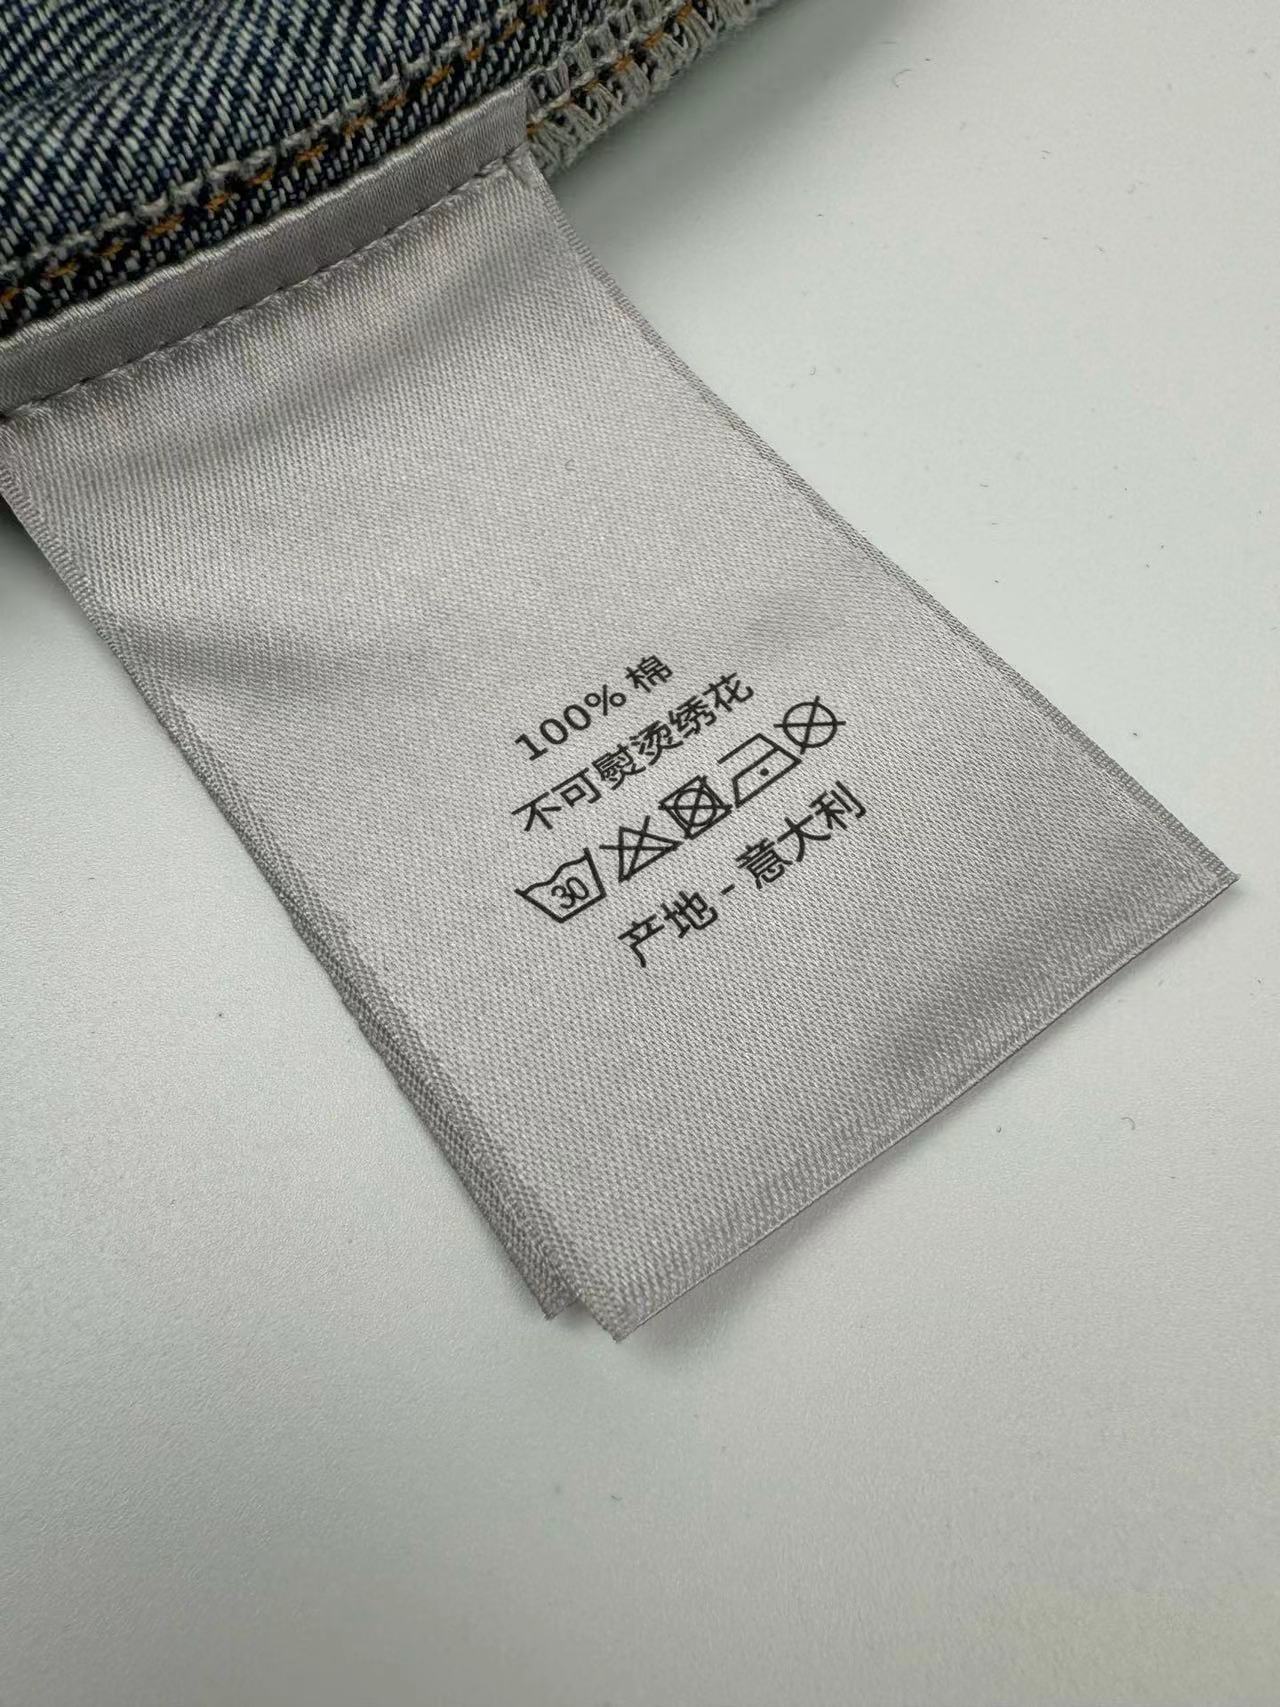 100% 棉
不可熨烫绣花
30
产地 - 意大利